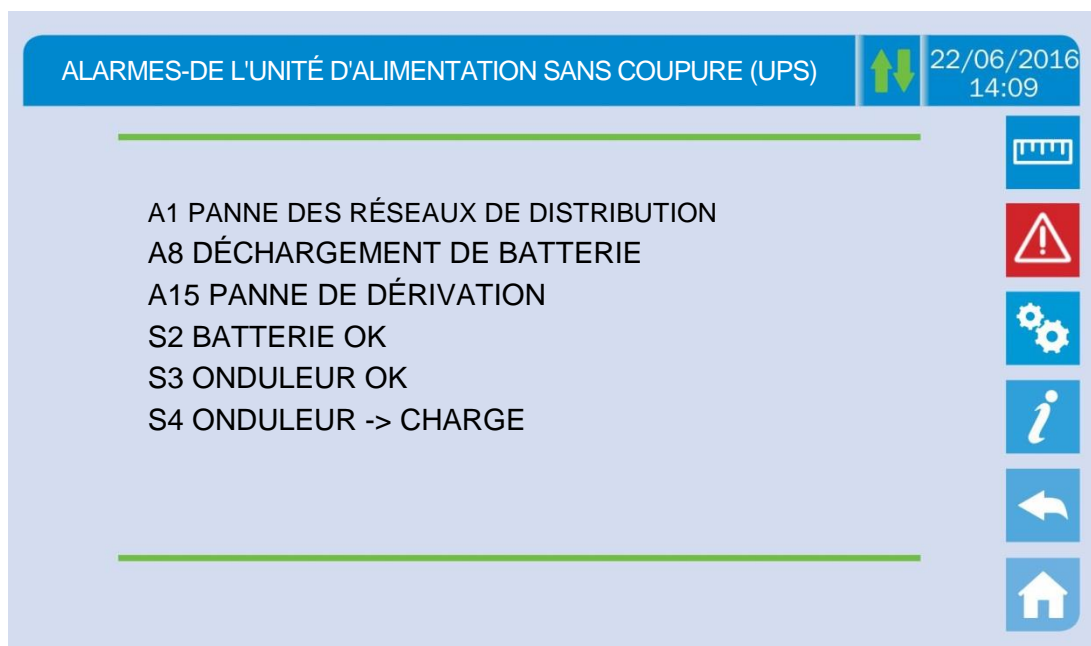 ALARMES-DE L'UNITÉ D'ALIMENTATION SANS COUPURE (UPS)
22/06/2016
14:09
A1 PANNE DES RÉSEAUX DE DISTRIBUTION
A8 DÉCHARGEMENT DE BATTERIE
A15 PANNE DE DÉRIVATION
S2 BATTERIE OK
S3 ONDULEUR OK
S4 ONDULEUR -> CHARGE
i